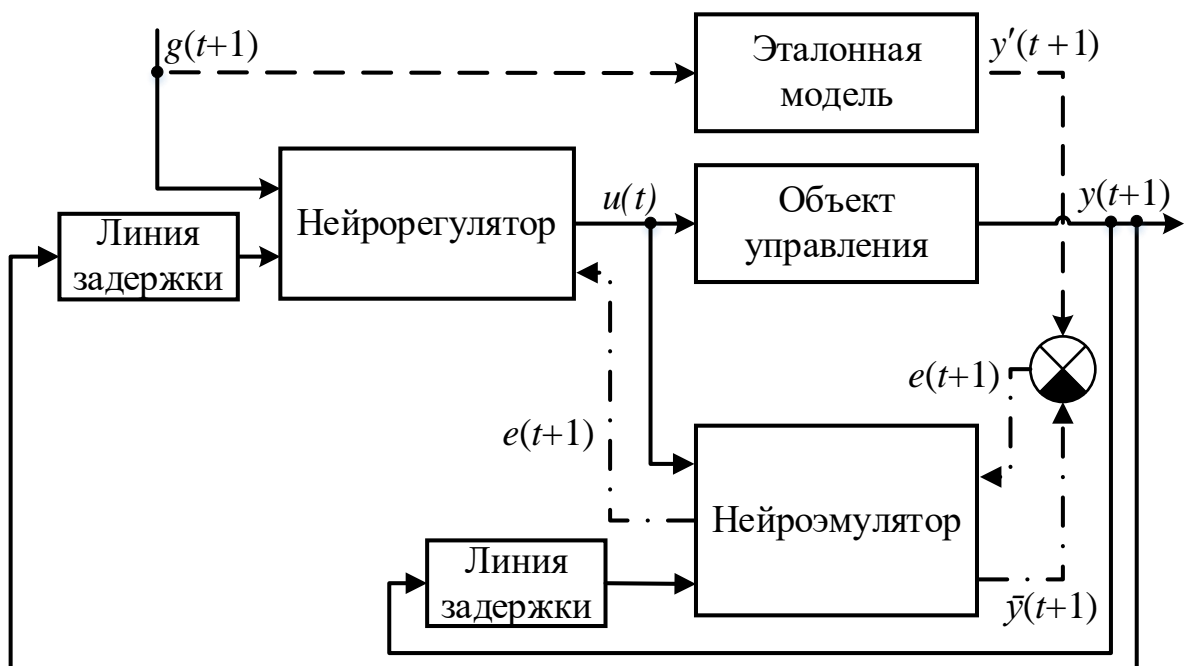 g(t+1)
Эталонная
модель
y′(t+1)
Нейрорегулятор
u(t)
Объект
управления
y(t+1)
Линия
задержки
e(t+1)
e(t+1)
Нейроэмулятор
Линия
задержки
ȳ(t+1)